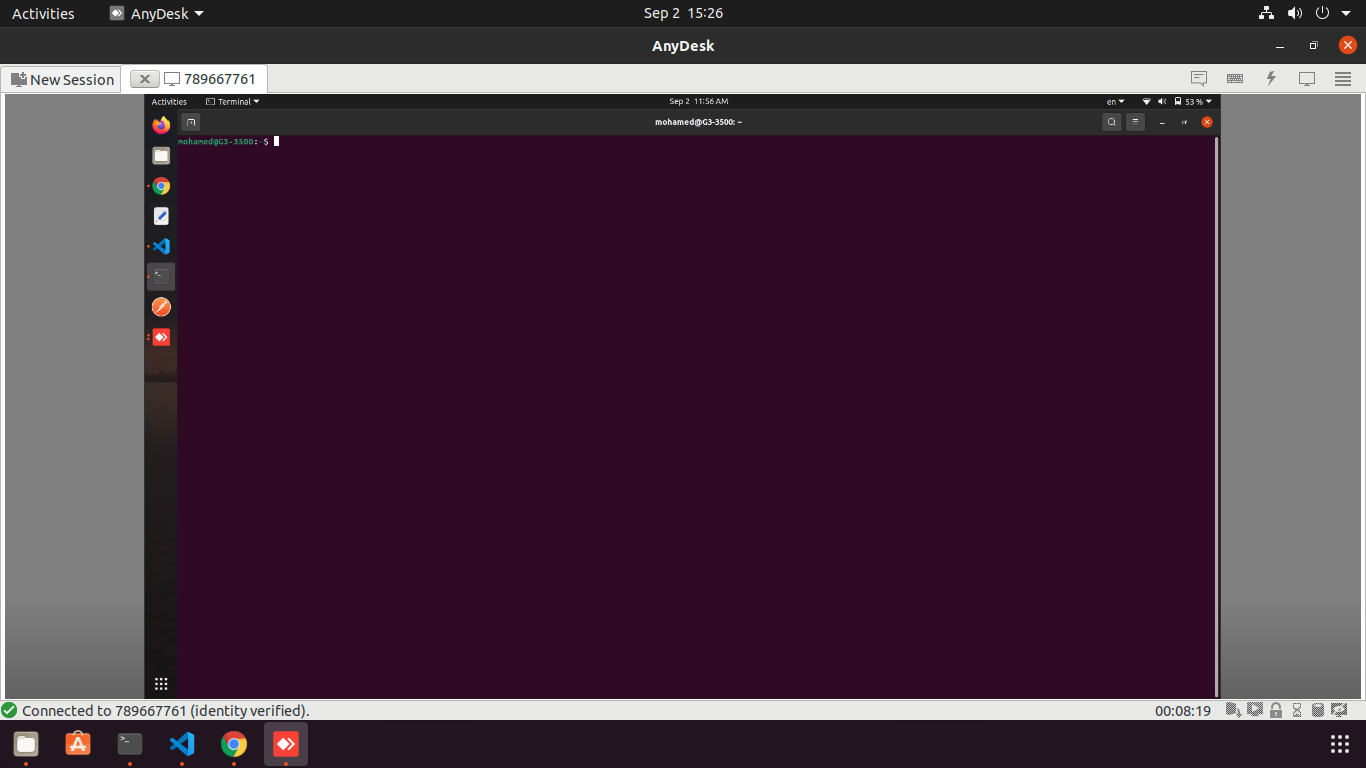 Activities AnyDesk Sep 2 15:26
AnyDesk
New Session 789667761
Activities Terminal Sep 2 11:56 AM en 53 %
mohamed@G3-3500: ~
mohamed@G3-3500:~$
Connected to 789667761 (identity verified). 00:08:19